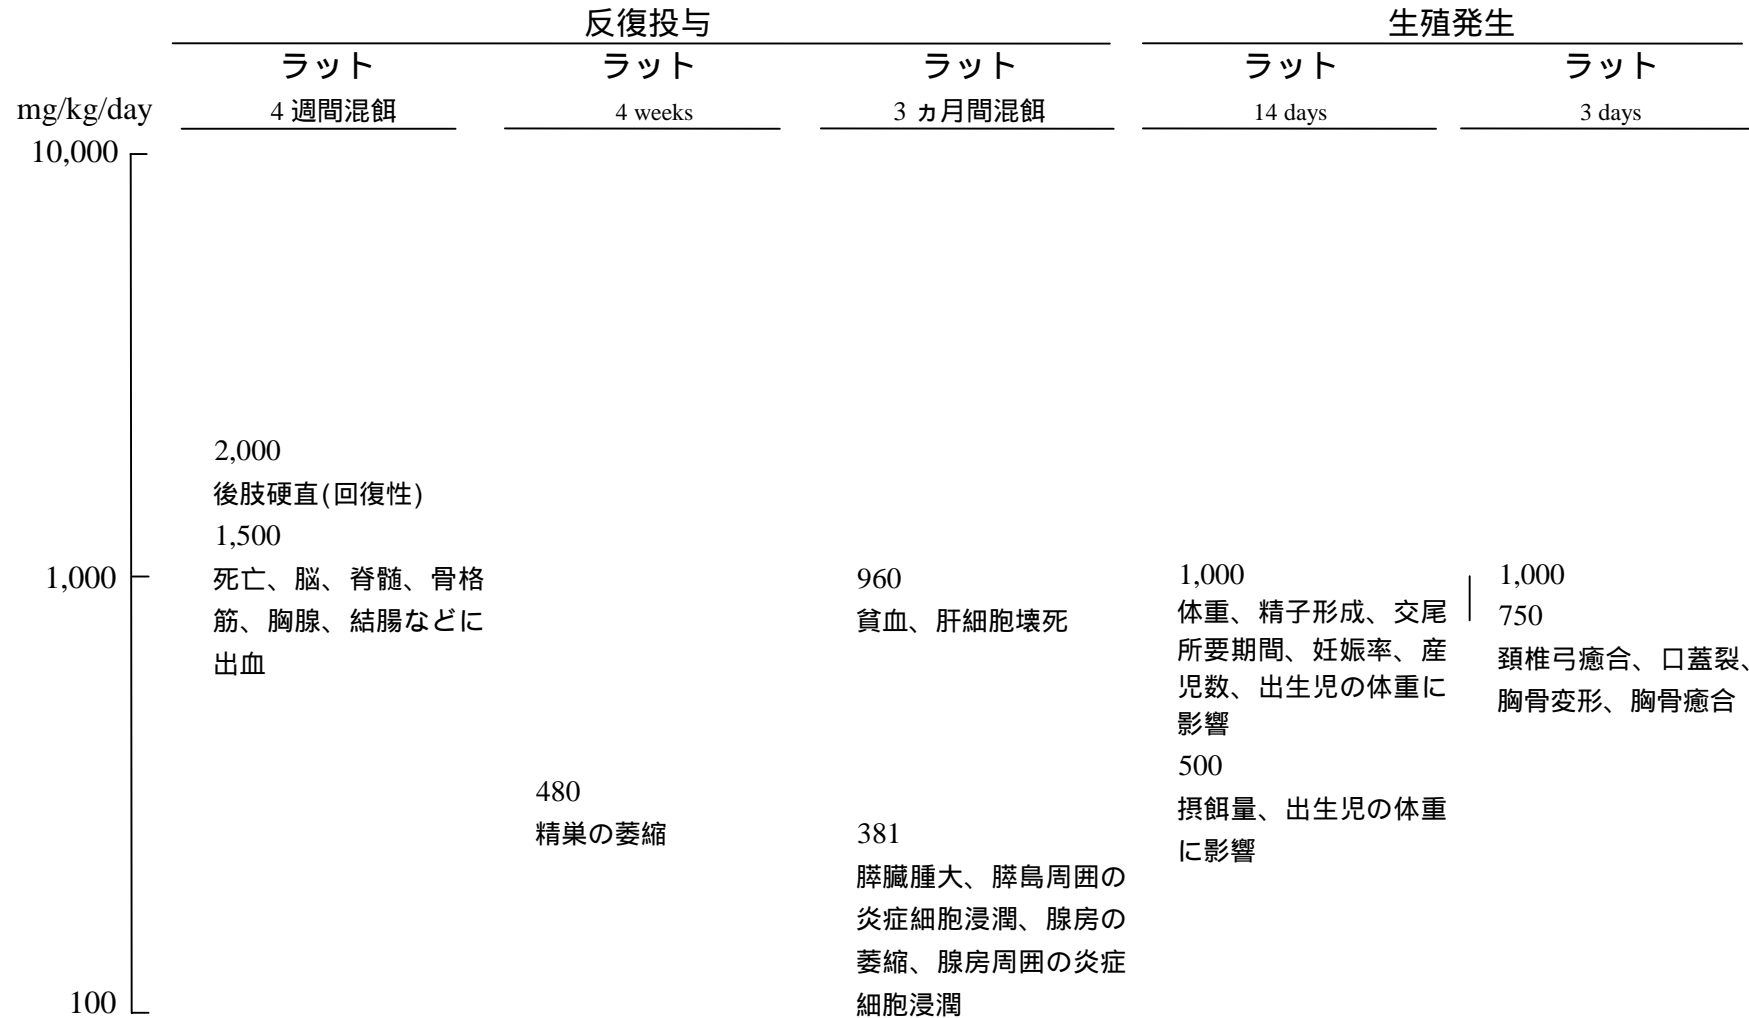 反復投与
生殖発生
ラット
ラット
ラット
ラット
ラット
mg/kg/day
4 週間混餌
4 weeks
3 ヵ月間混餌
14 days
3 days
10,000
1,000
100
2,000
後肢硬直(回復性)
1,500
死亡、脳、脊髄、骨格
筋、胸腺、結腸などに
出血
480
精巣の萎縮
960
貧血、肝細胞壊死
381
膵臓腫大、膵島周囲の
炎症細胞浸潤、腺房の
萎縮、腺房周囲の炎症
細胞浸潤
1,000
体重、精子形成、交尾
所要期間、妊娠率、産
児数、出生児の体重に
影響
500
摂餌量、出生児の体重
に影響
1,000
750
頚椎弓癒合、口蓋裂、
胸骨変形、胸骨癒合